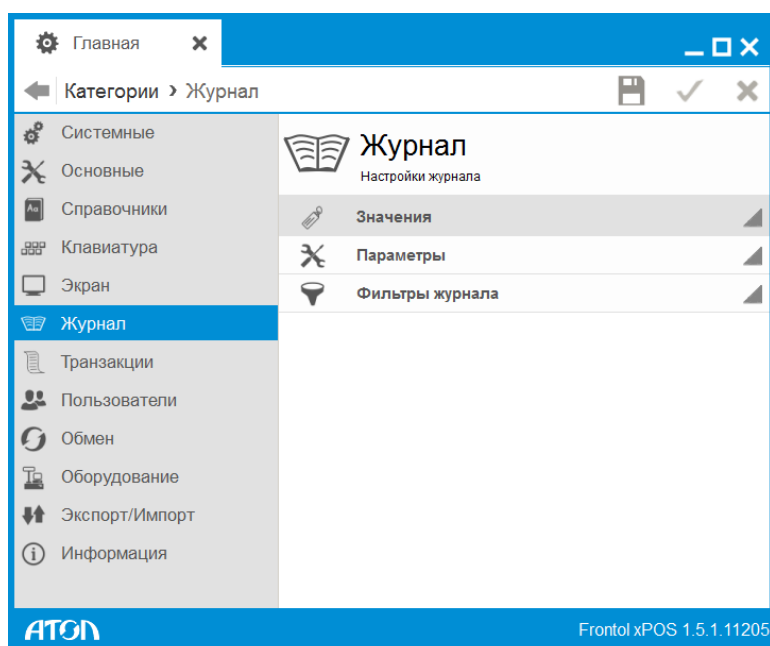 Главная
Категории > Журнал
Системные
Основные
Справочники
Клавиатура
Экран
Журнал
Транзакции
Пользователи
Обмен
Оборудование
Экспорт/Импорт
Информация
Журнал
Настройки журнала
Значения
Параметры
Фильтры журнала
АТОЛ
Frontol xPOS 1.5.1.11205